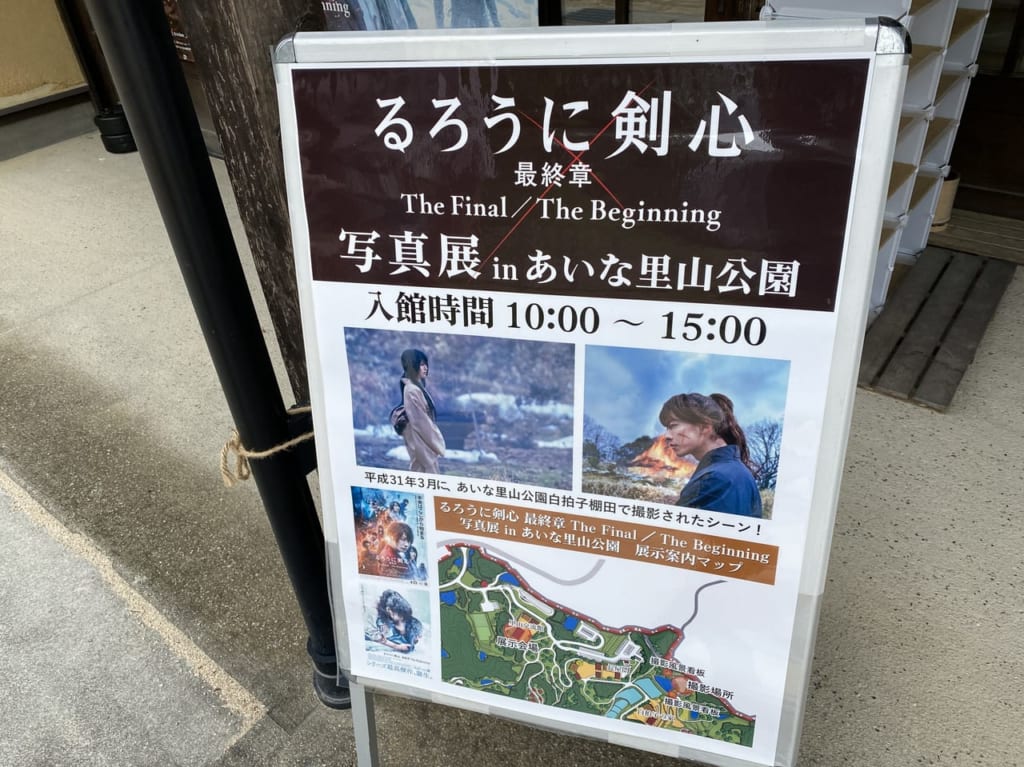 るろうに剣心
最終章
The Final／The Beginning
写真展 in あいな里山公園
入館時間 10:00 ～ 15:00
平成31年3月に、あいな里山公園白拍子棚田で撮影されたシーン！
るろうに剣心 最終章 The Final／The Beginning
写真展 in あいな里山公園　展示案内マップ
展示会場
撮影風景看板
撮影場所
撮影風景看板